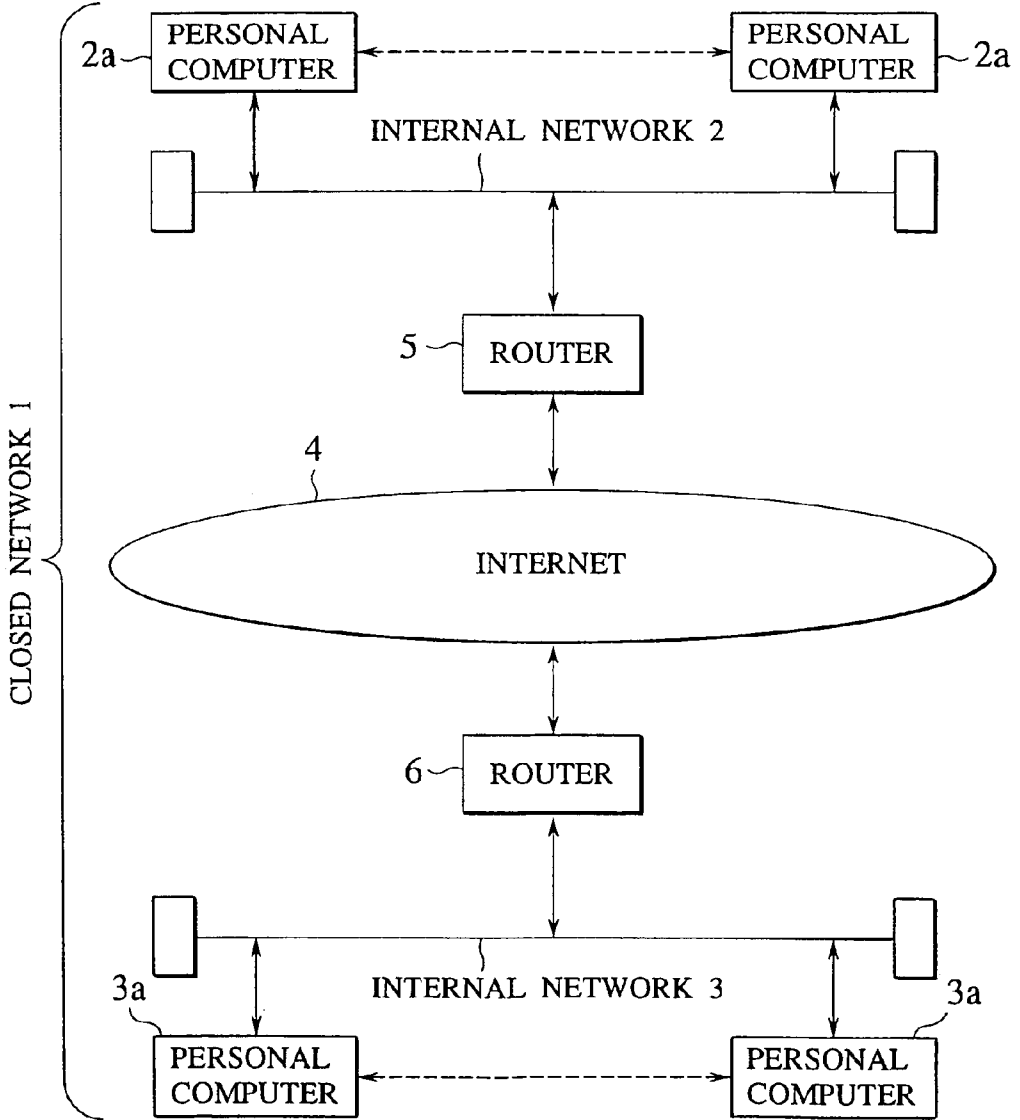 PERSONAL
COMPUTER
2a
PERSONAL
COMPUTER
2a
INTERNAL NETWORK 2
5
ROUTER
CLOSED NETWORK 1
4
INTERNET
6
ROUTER
INTERNAL NETWORK 3
3a
PERSONAL
COMPUTER
3a
PERSONAL
COMPUTER